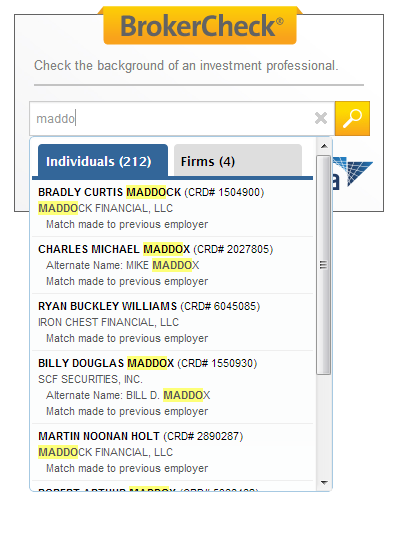 BrokerCheck®
Check the background of an investment professional.
maddo
Individuals (212)
Firms (4)
BRADLY CURTIS MADDOCK (CRD# 1504900)
MADDOCK FINANCIAL, LLC
Match made to previous employer
CHARLES MICHAEL MADDOX (CRD# 2027805)
Alternate Name: MIKE MADDOX
Match made to previous employer
RYAN BUCKLEY WILLIAMS (CRD# 6045085)
IRON CHEST FINANCIAL, LLC
Match made to previous employer
BILLY DOUGLAS MADDOX (CRD# 1550930)
SCF SECURITIES, INC.
Alternate Name: BILL D. MADDOX
Match made to previous employer
MARTIN NOONAN HOLT (CRD# 2890287)
MADDOCK FINANCIAL, LLC
Match made to previous employer
ROBERT ARTHUR MADDOX (CRD#